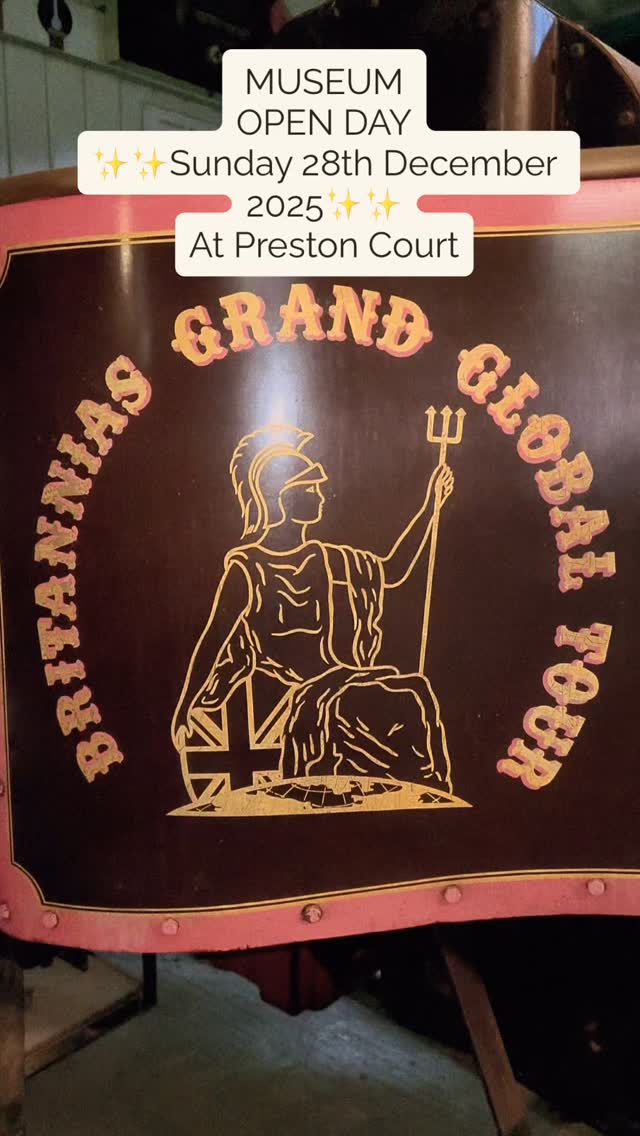 MUSEUM
OPEN DAY
✨✨Sunday 28th December
2025✨✨
At Preston Court
BRITANNIAS GRAND GLOBAL TOUR